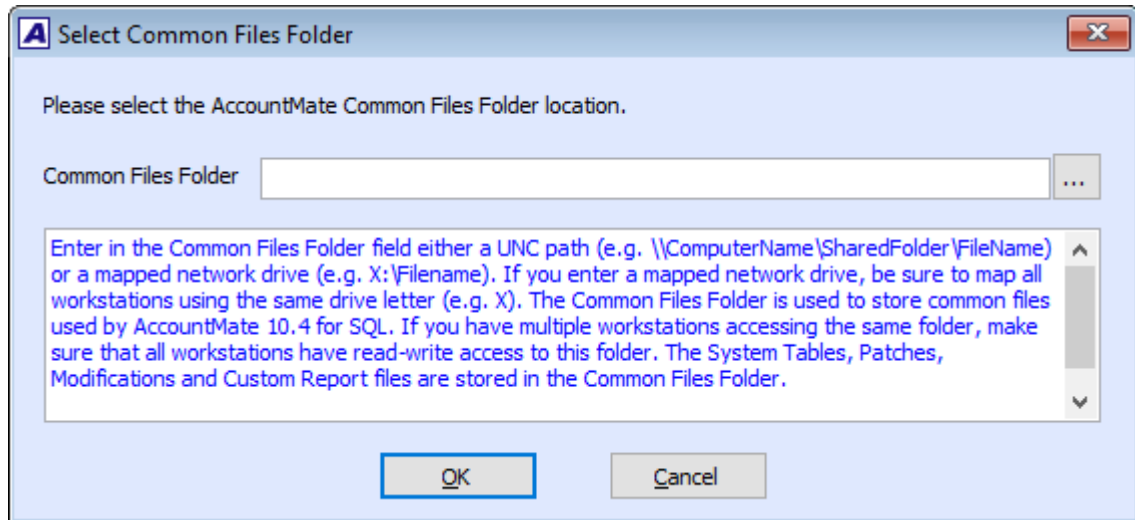 Select Common Files Folder
Please select the AccountMate Common Files Folder location.
Common Files Folder
...
Enter in the Common Files Folder field either a UNC path (e.g. \\ComputerName\SharedFolder\FileName)
or a mapped network drive (e.g. X:\Filename). If you enter a mapped network drive, be sure to map all
workstations using the same drive letter (e.g. X). The Common Files Folder is used to store common files
used by AccountMate 10.4 for SQL. If you have multiple workstations accessing the same folder, make
sure that all workstations have read-write access to this folder. The System Tables, Patches,
Modifications and Custom Report files are stored in the Common Files Folder.
OK
Cancel